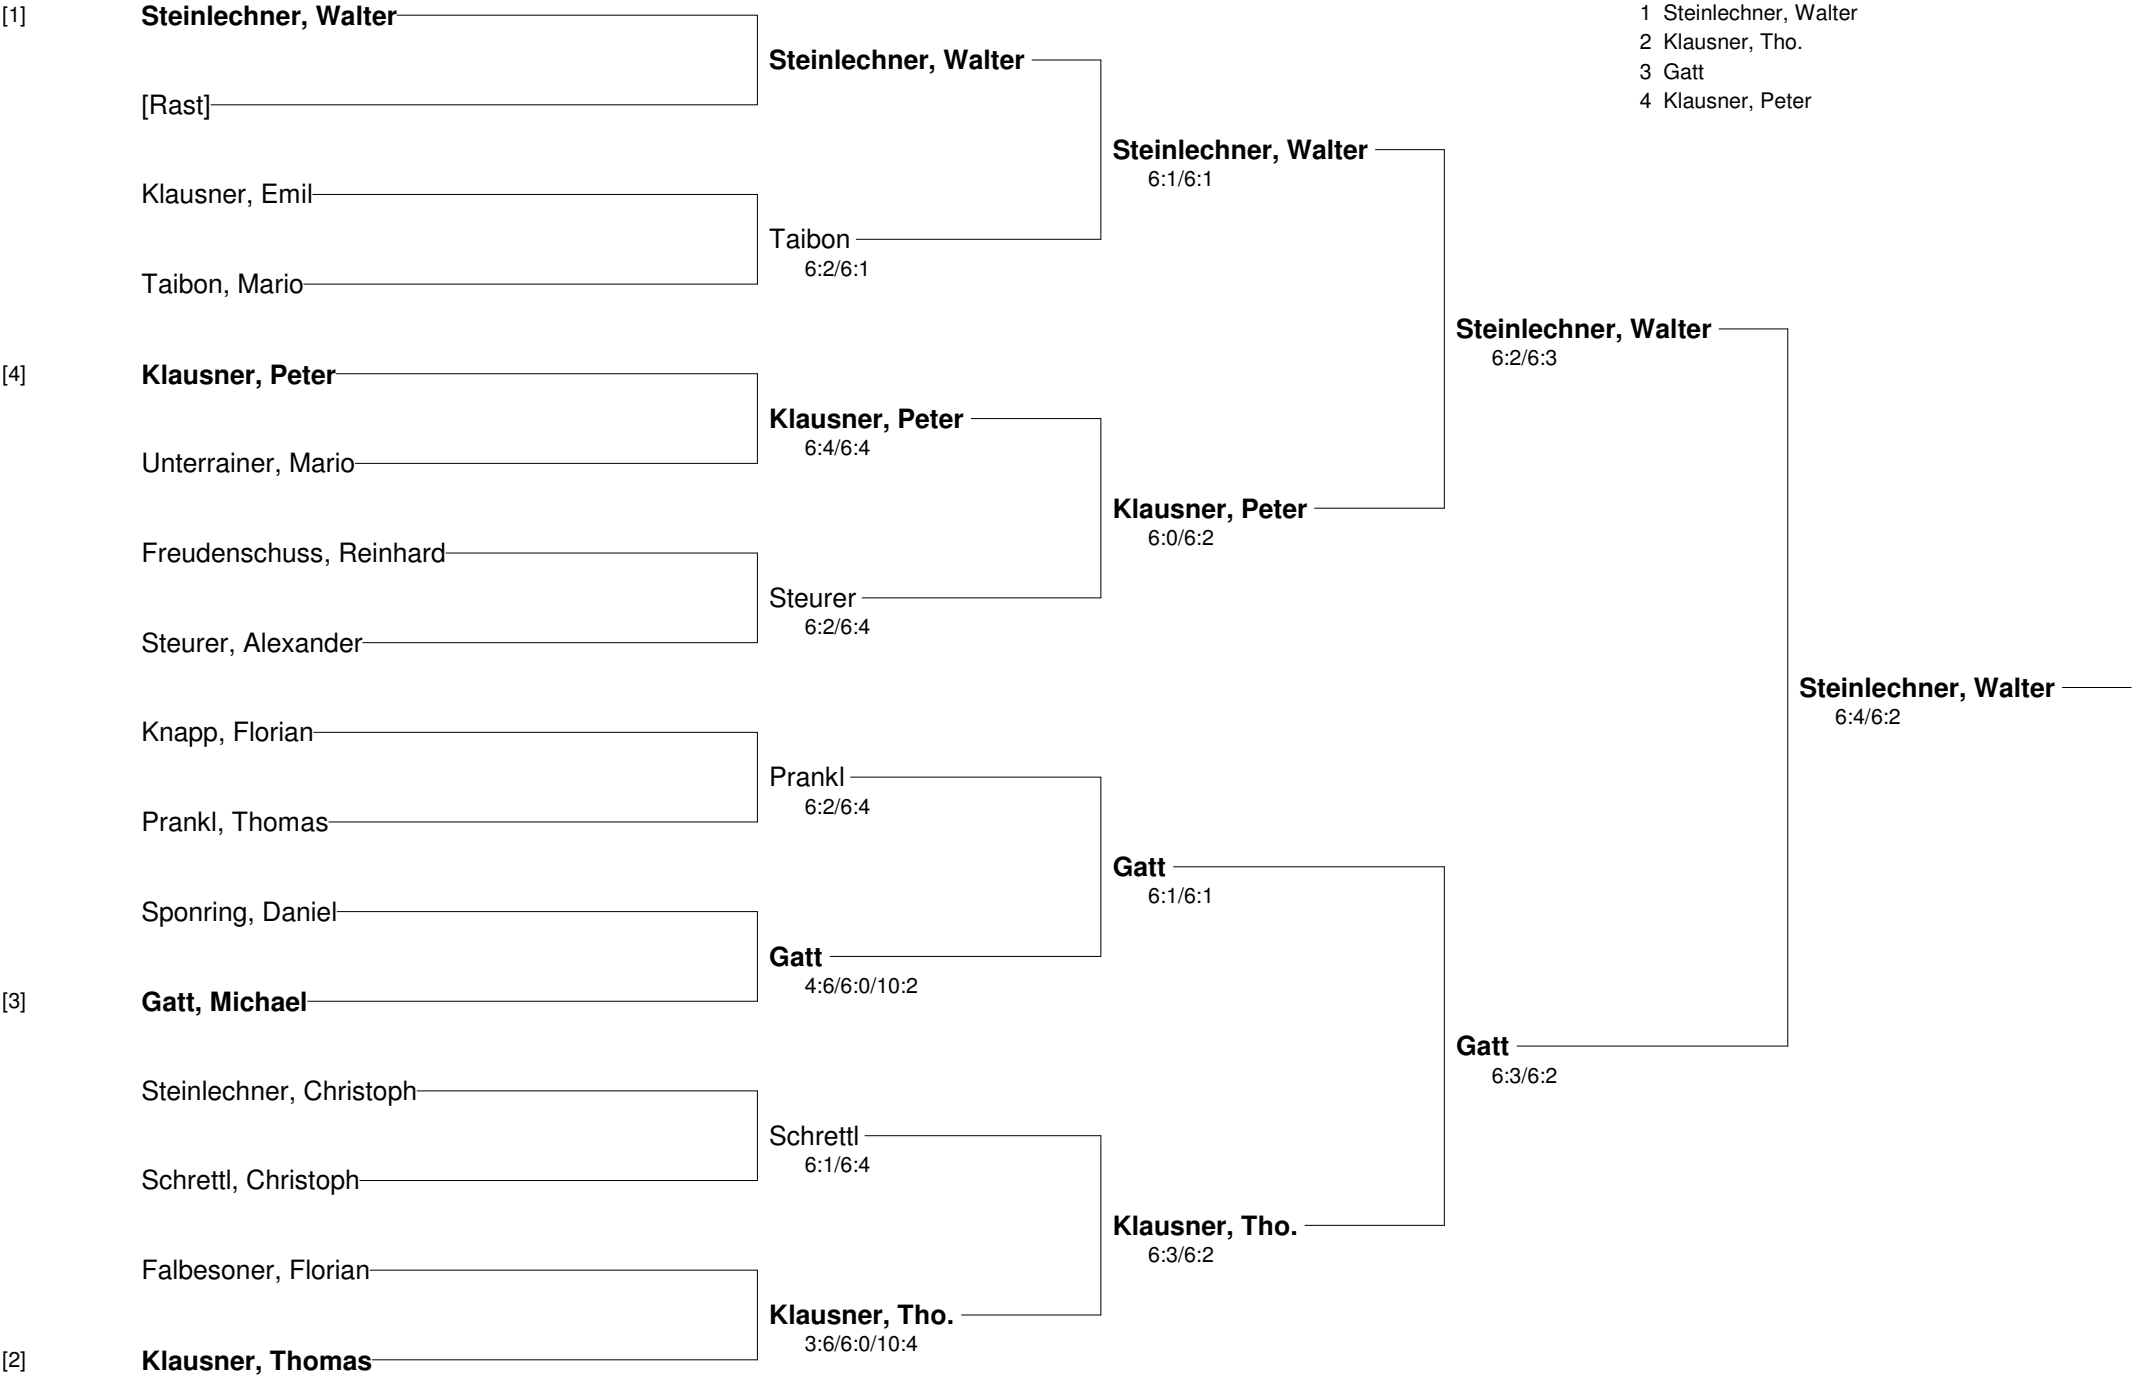 [1] Steinlechner, Walter
[Rast]
Klausner, Emil
Taibon, Mario
[4] Klausner, Peter
Unterrainer, Mario
Freudenschuss, Reinhard
Steurer, Alexander
Knapp, Florian
Prankl, Thomas
Sponring, Daniel
[3] Gatt, Michael
Steinlechner, Christoph
Schrettl, Christoph
Falbesoner, Florian
[2] Klausner, Thomas
Steinlechner, Walter
Taibon
6:2/6:1
Klausner, Peter
6:4/6:4
Steurer
6:2/6:4
Prankl
6:2/6:4
Gatt
4:6/6:0/10:2
Schrettl
6:1/6:4
Klausner, Tho.
3:6/6:0/10:4
Steinlechner, Walter
6:1/6:1
Klausner, Peter
6:0/6:2
Gatt
6:1/6:1
Klausner, Tho.
6:3/6:2
Steinlechner, Walter
6:2/6:3
Gatt
6:3/6:2
Steinlechner, Walter
6:4/6:2
1 Steinlechner, Walter
2 Klausner, Tho.
3 Gatt
4 Klausner, Peter